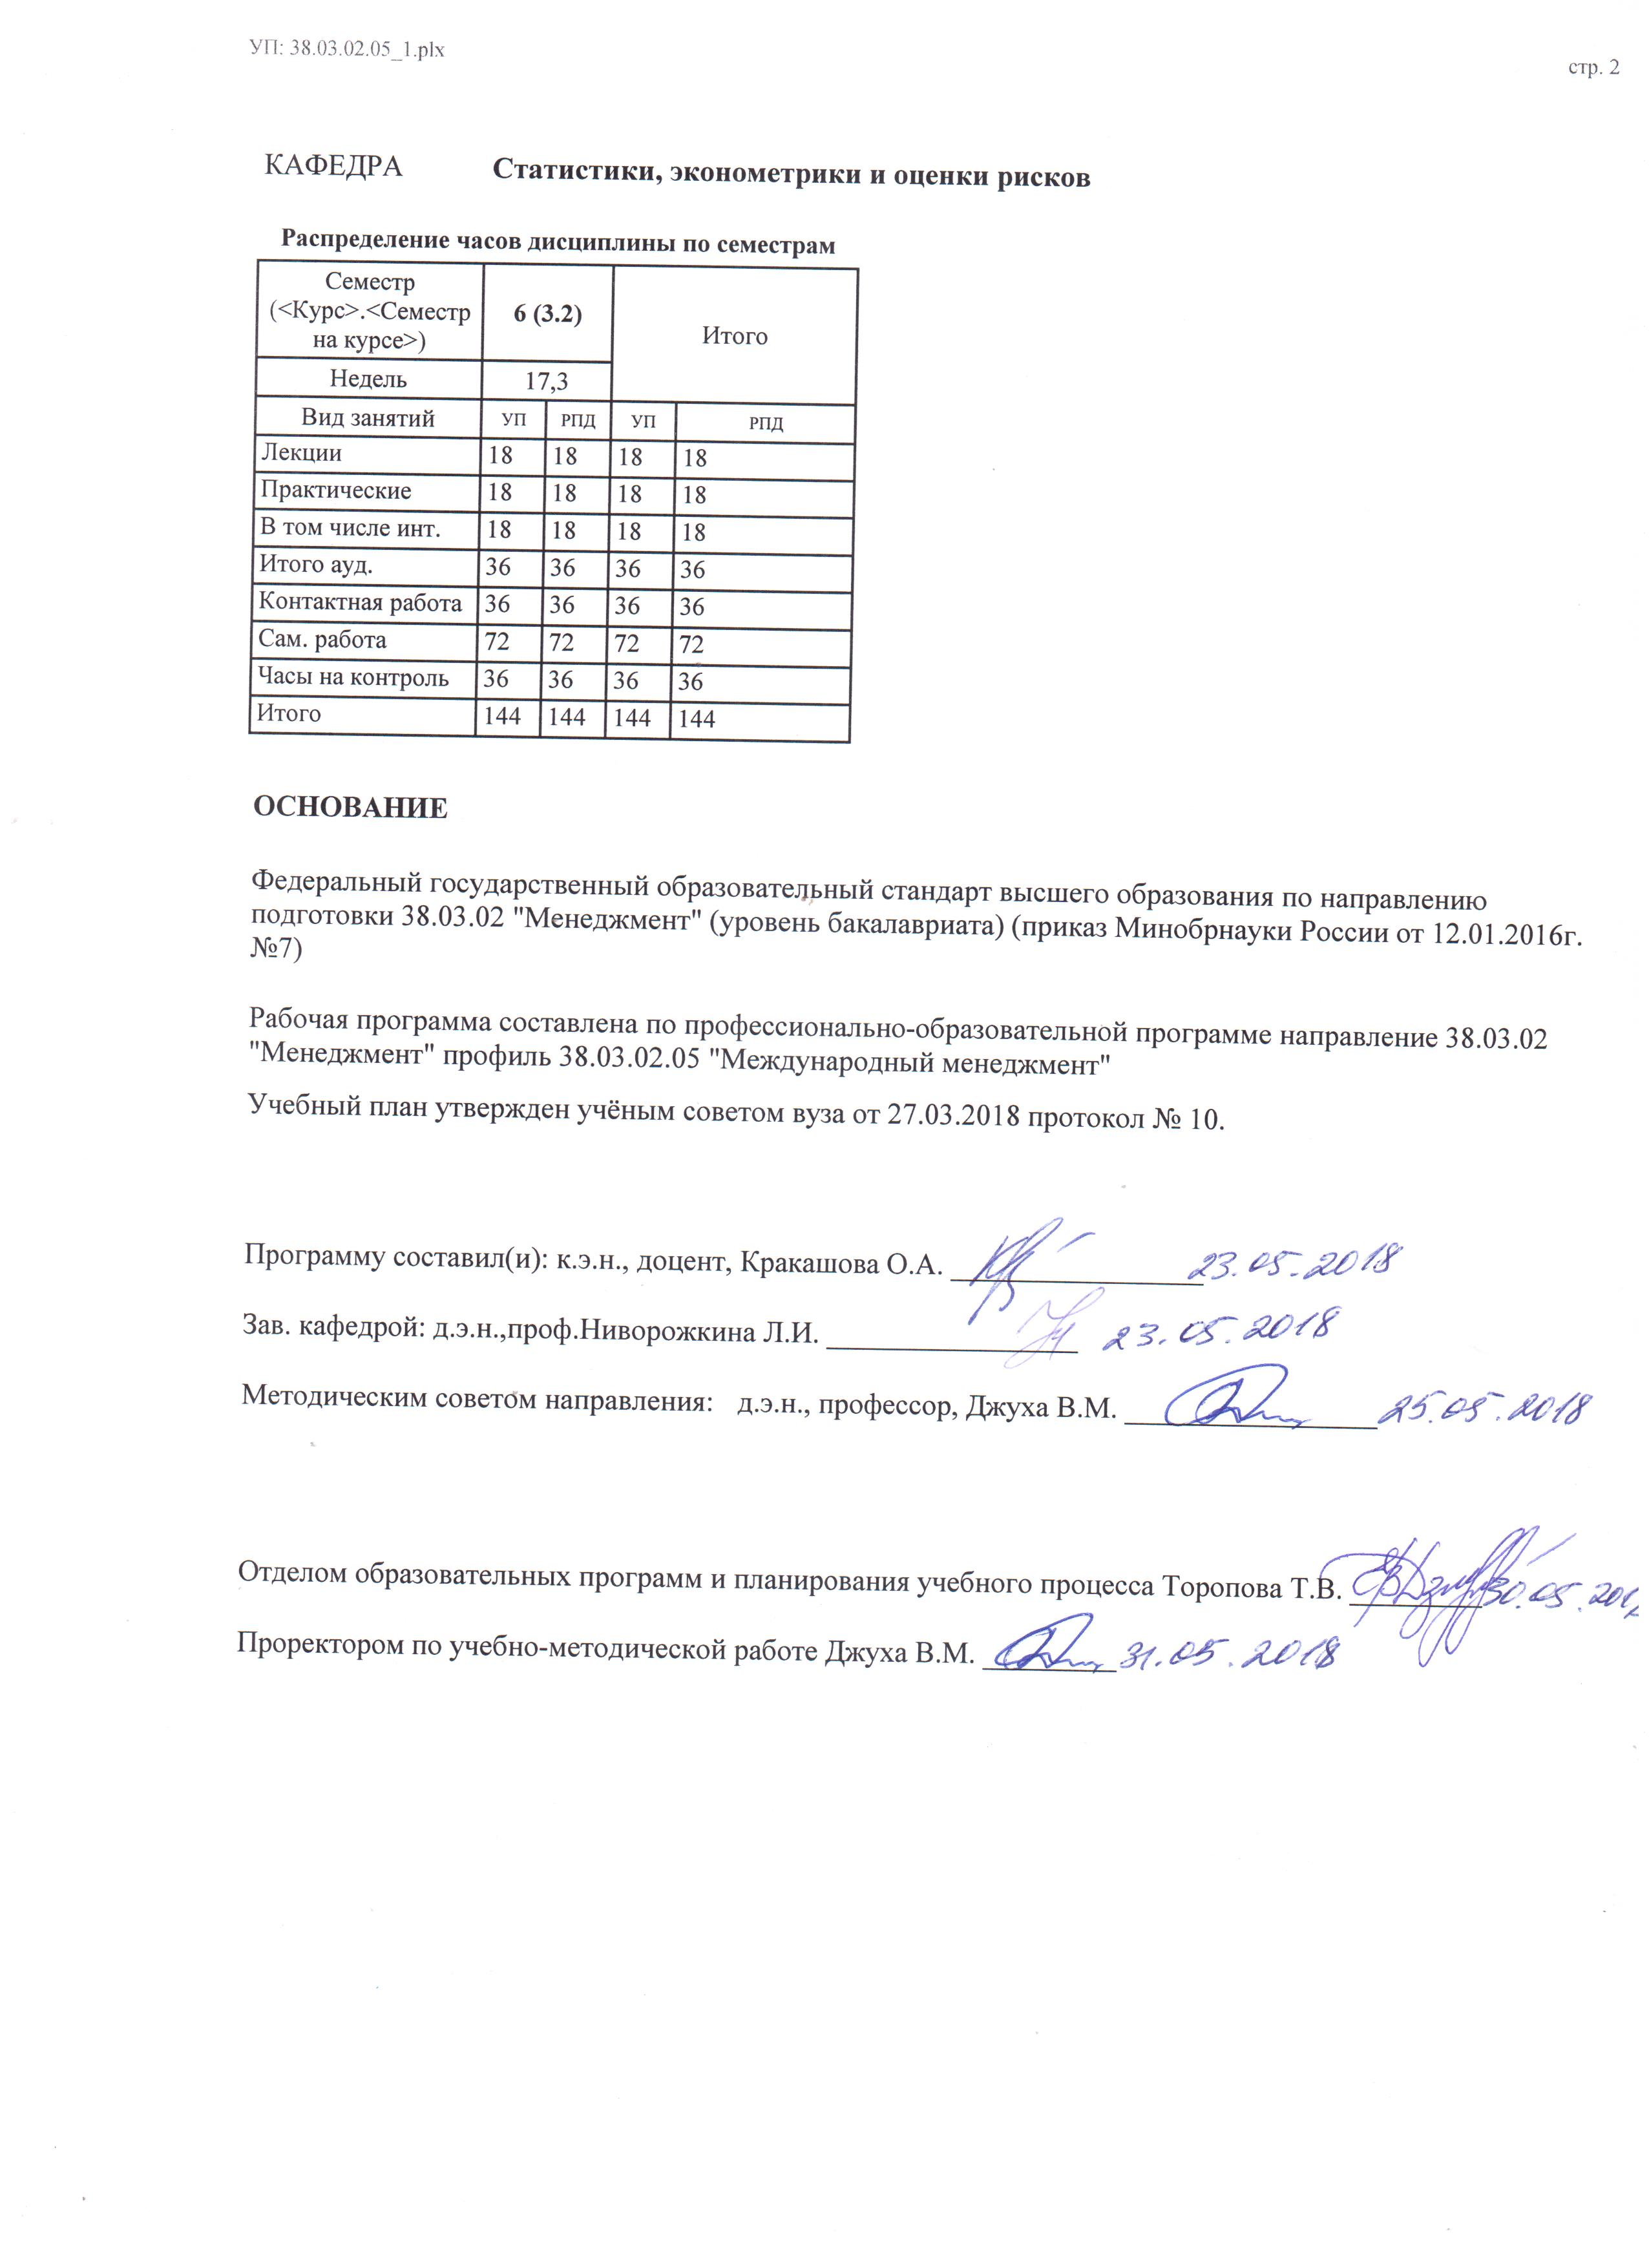 УП: 38.03.02.05_1.plx
стр. 2
КАФЕДРА Статистики, эконометрики и оценки рисков
Распределение часов дисциплины по семестрам
Семестр
(<Курс>.<Семестр
на курсе>)
6 (3.2)
Итого
Недель 17,3
Вид занятий УП РПД УП РПД
Лекции 18 18 18 18
Практические 18 18 18 18
В том числе инт. 18 18 18 18
Итого ауд. 36 36 36 36
Контактная работа 36 36 36 36
Сам. работа 72 72 72 72
Часы на контроль 36 36 36 36
Итого 144 144 144 144
ОСНОВАНИЕ
Федеральный государственный образовательный стандарт высшего образования по направлению
подготовки 38.03.02 "Менеджмент" (уровень бакалавриата) (приказ Минобрнауки России от 12.01.2016г.
№7)
Рабочая программа составлена по профессионально-образовательной программе направление 38.03.02
"Менеджмент" профиль 38.03.02.05 "Международный менеджмент"
Учебный план утвержден учёным советом вуза от 27.03.2018 протокол № 10.
Программу составил(и): к.э.н., доцент, Кракашова О.А. 23.05.2018
Зав. кафедрой: д.э.н.,проф.Ниворожкина Л.И. 23.05.2018
Методическим советом направления: д.э.н., профессор, Джуха В.М. 25.05.2018
Отделом образовательных программ и планирования учебного процесса Торопова Т.В. 30.05.2018
Проректором по учебно-методической работе Джуха В.М. 31.05.2018